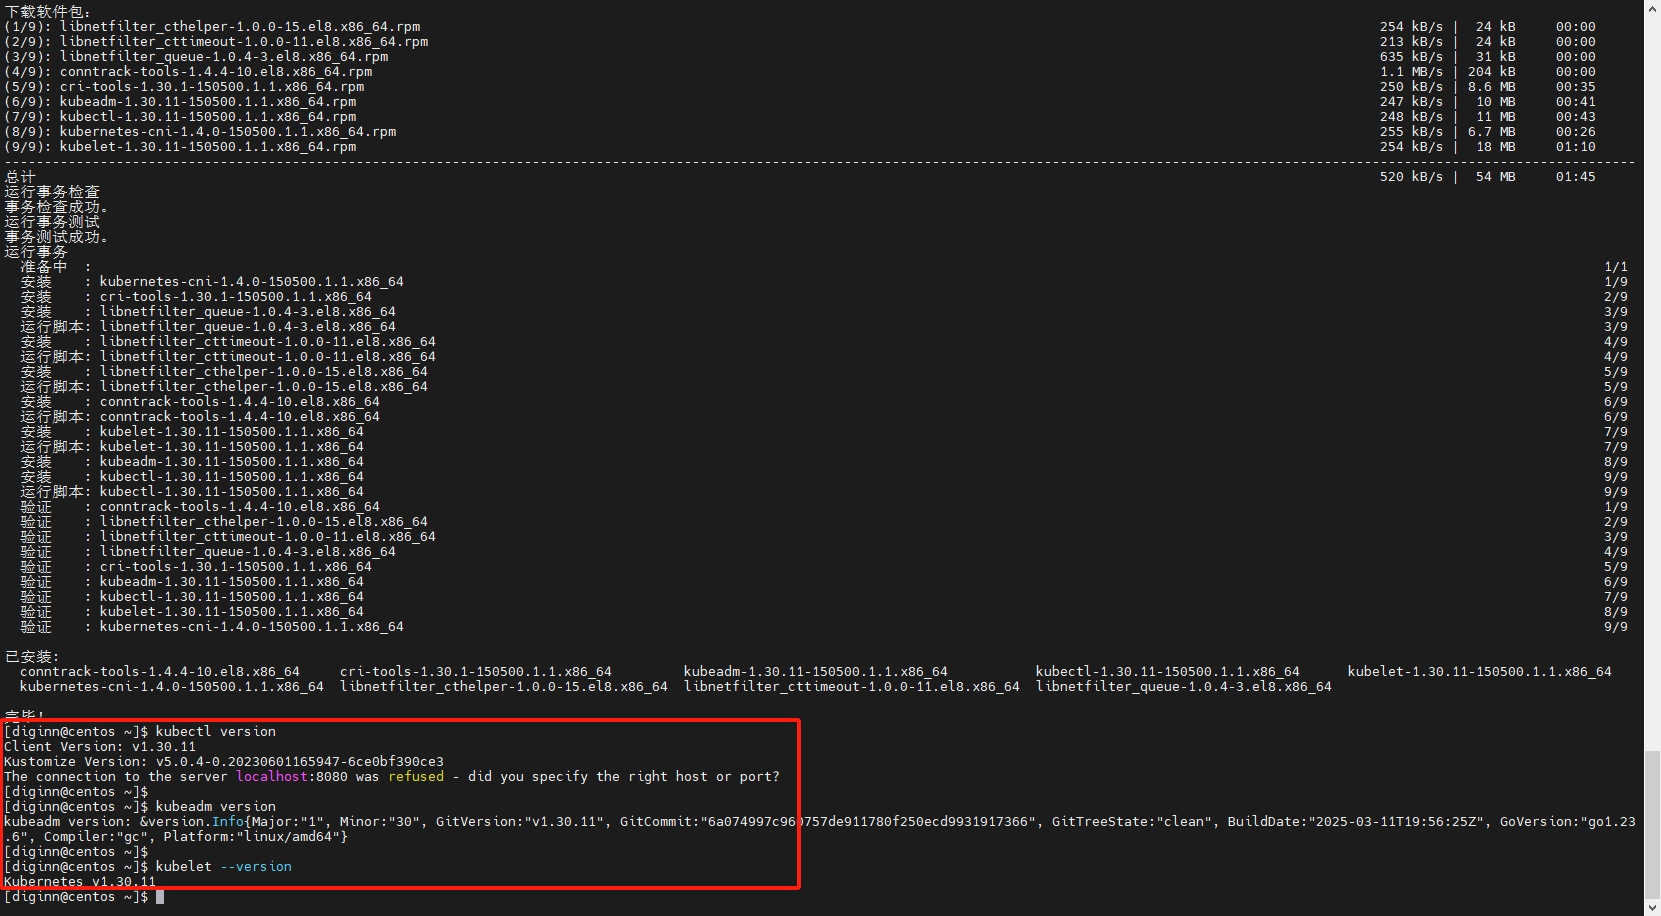 下载软件包:
(1/9): libnetfilter_cthelper-1.0.0-15.el8.x86_64.rpm 254 kB/s | 24 kB 00:00
(2/9): libnetfilter_cttimeout-1.0.0-11.el8.x86_64.rpm 213 kB/s | 24 kB 00:00
(3/9): libnetfilter_queue-1.0.4-3.el8.x86_64.rpm 635 kB/s | 31 kB 00:00
(4/9): conntrack-tools-1.4.4-10.el8.x86_64.rpm 1.1 MB/s | 204 kB 00:00
(5/9): cri-tools-1.30.1-150500.1.1.x86_64.rpm 250 kB/s | 8.6 MB 00:35
(6/9): kubeadm-1.30.11-150500.1.1.x86_64.rpm 247 kB/s | 10 MB 00:41
(7/9): kubectl-1.30.11-150500.1.1.x86_64.rpm 248 kB/s | 11 MB 00:43
(8/9): kubernetes-cni-1.4.0-150500.1.1.x86_64.rpm 255 kB/s | 6.7 MB 00:26
(9/9): kubelet-1.30.11-150500.1.1.x86_64.rpm 254 kB/s | 18 MB 01:10
总计 520 kB/s | 54 MB 01:45
运行事务检查
事务检查成功。
运行事务测试
事务测试成功。
运行事务
准备中 : 1/1
安装 : kubernetes-cni-1.4.0-150500.1.1.x86_64 1/9
安装 : cri-tools-1.30.1-150500.1.1.x86_64 2/9
安装 : libnetfilter_queue-1.0.4-3.el8.x86_64 3/9
运行脚本: libnetfilter_queue-1.0.4-3.el8.x86_64 3/9
安装 : libnetfilter_cttimeout-1.0.0-11.el8.x86_64 4/9
运行脚本: libnetfilter_cttimeout-1.0.0-11.el8.x86_64 4/9
安装 : libnetfilter_cthelper-1.0.0-15.el8.x86_64 5/9
运行脚本: libnetfilter_cthelper-1.0.0-15.el8.x86_64 5/9
安装 : conntrack-tools-1.4.4-10.el8.x86_64 6/9
运行脚本: conntrack-tools-1.4.4-10.el8.x86_64 6/9
安装 : kubelet-1.30.11-150500.1.1.x86_64 7/9
运行脚本: kubelet-1.30.11-150500.1.1.x86_64 7/9
安装 : kubeadm-1.30.11-150500.1.1.x86_64 8/9
安装 : kubectl-1.30.11-150500.1.1.x86_64 9/9
运行脚本: kubectl-1.30.11-150500.1.1.x86_64 9/9
验证 : conntrack-tools-1.4.4-10.el8.x86_64 1/9
验证 : libnetfilter_cthelper-1.0.0-15.el8.x86_64 2/9
验证 : libnetfilter_cttimeout-1.0.0-11.el8.x86_64 3/9
验证 : libnetfilter_queue-1.0.4-3.el8.x86_64 4/9
验证 : cri-tools-1.30.1-150500.1.1.x86_64 5/9
验证 : kubeadm-1.30.11-150500.1.1.x86_64 6/9
验证 : kubectl-1.30.11-150500.1.1.x86_64 7/9
验证 : kubelet-1.30.11-150500.1.1.x86_64 8/9
验证 : kubernetes-cni-1.4.0-150500.1.1.x86_64 9/9
已安装:
conntrack-tools-1.4.4-10.el8.x86_64 cri-tools-1.30.1-150500.1.1.x86_64 kubeadm-1.30.11-150500.1.1.x86_64 kubectl-1.30.11-150500.1.1.x86_64 kubelet-1.30.11-150500.1.1.x86_64
kubernetes-cni-1.4.0-150500.1.1.x86_64 libnetfilter_cthelper-1.0.0-15.el8.x86_64 libnetfilter_cttimeout-1.0.0-11.el8.x86_64 libnetfilter_queue-1.0.4-3.el8.x86_64
完毕!
[diginn@centos ~]$ kubectl version
Client Version: v1.30.11
Kustomize Version: v5.0.4-0.20230601165947-6ce0bf390ce3
The connection to the server localhost:8080 was refused - did you specify the right host or port?
[diginn@centos ~]$
[diginn@centos ~]$ kubeadm version
kubeadm version: &version.Info{Major:"1", Minor:"30", GitVersion:"v1.30.11", GitCommit:"6a074997c960757de911780f250ecd9931917366", GitTreeState:"clean", BuildDate:"2025-03-11T19:56:25Z", GoVersion:"go1.23
.6", Compiler:"gc", Platform:"linux/amd64"}
[diginn@centos ~]$
[diginn@centos ~]$ kubelet --version
Kubernetes v1.30.11
[diginn@centos ~]$